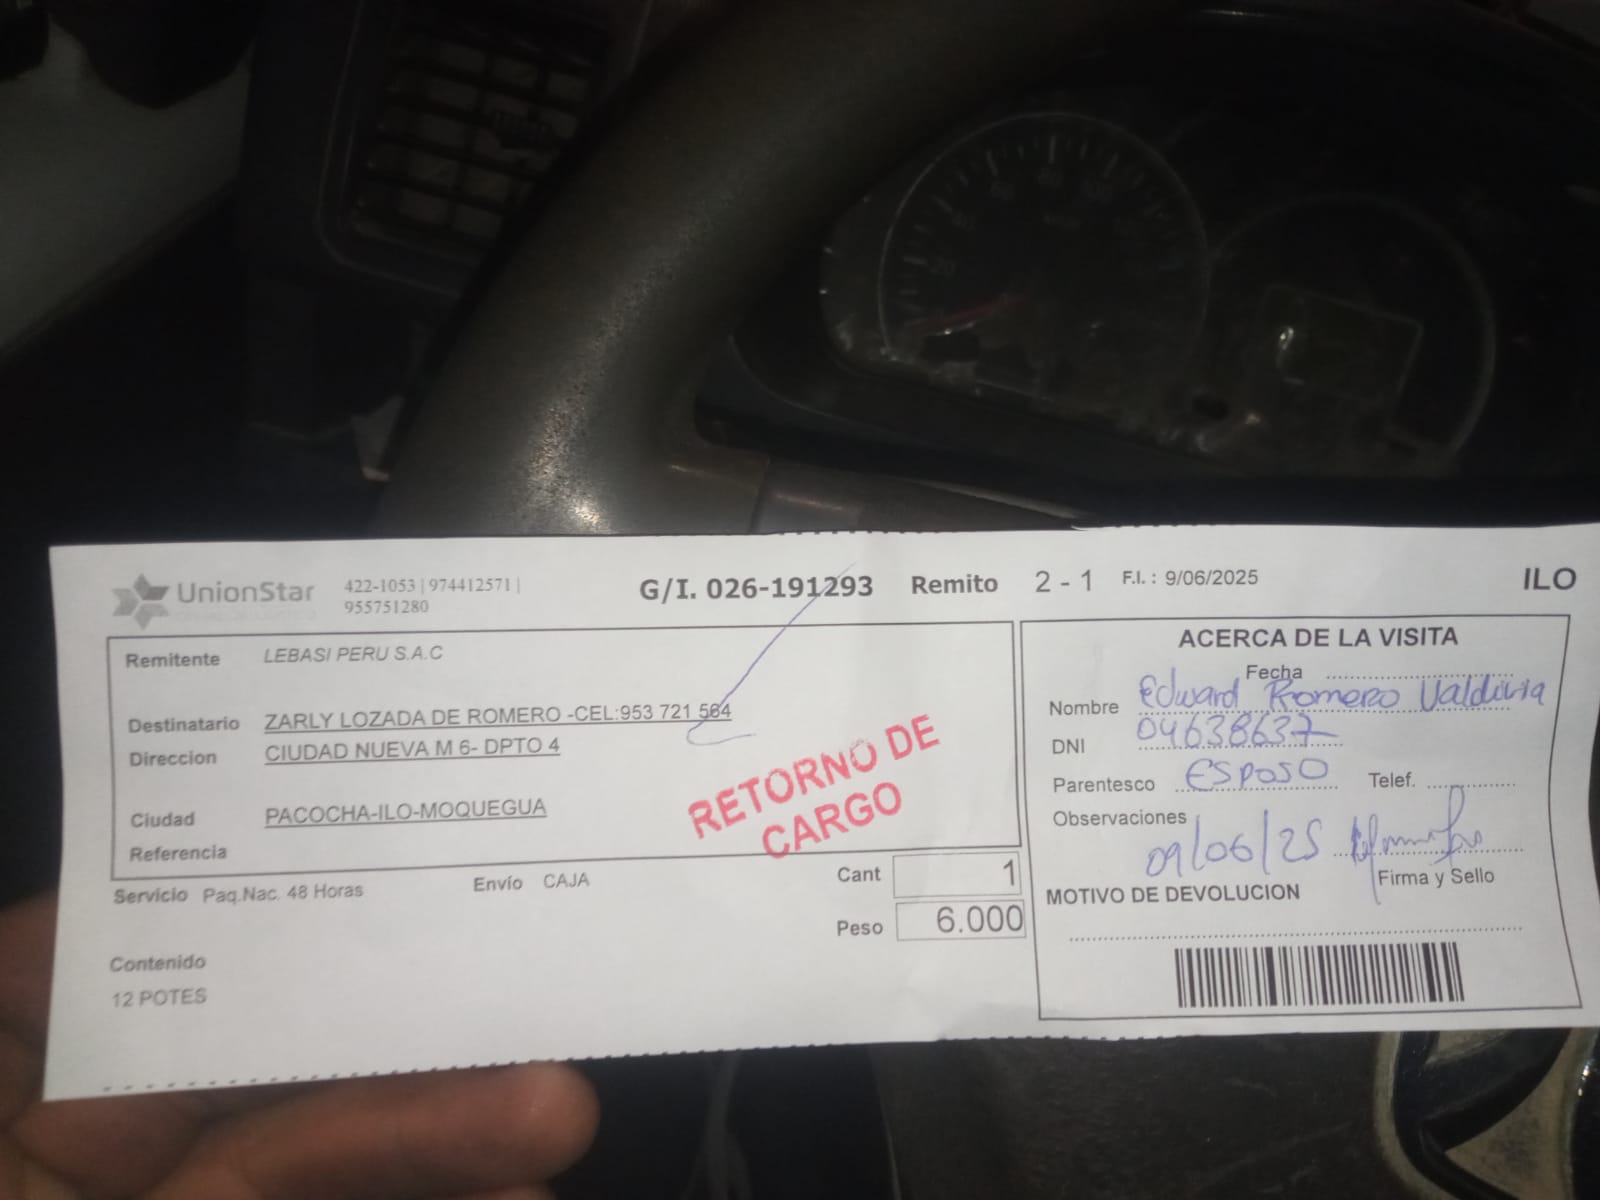 UnionStar 422-1053 | 974412571 | 955751280
G/I. 026-191293 Remito 2 - 1 F.I. : 9/06/2025 ILO
Remitente LEBASI PERU S.A.C
Destinatario ZARLY LOZADA DE ROMERO -CEL:953 721 564
Direccion CIUDAD NUEVA M 6- DPTO 4
Ciudad PACOCHA-ILO-MOQUEGUA
Referencia
RETORNO DE
CARGO
Servicio Paq.Nac. 48 Horas Envío CAJA
Cant 1
Peso 6.000
Contenido
12 POTES
ACERCA DE LA VISITA
Fecha
Nombre Edward Romero Valdivia
DNI 04638637
Parentesco ESPOSO Telef.
Observaciones
09/06/25
Firma y Sello
MOTIVO DE DEVOLUCION